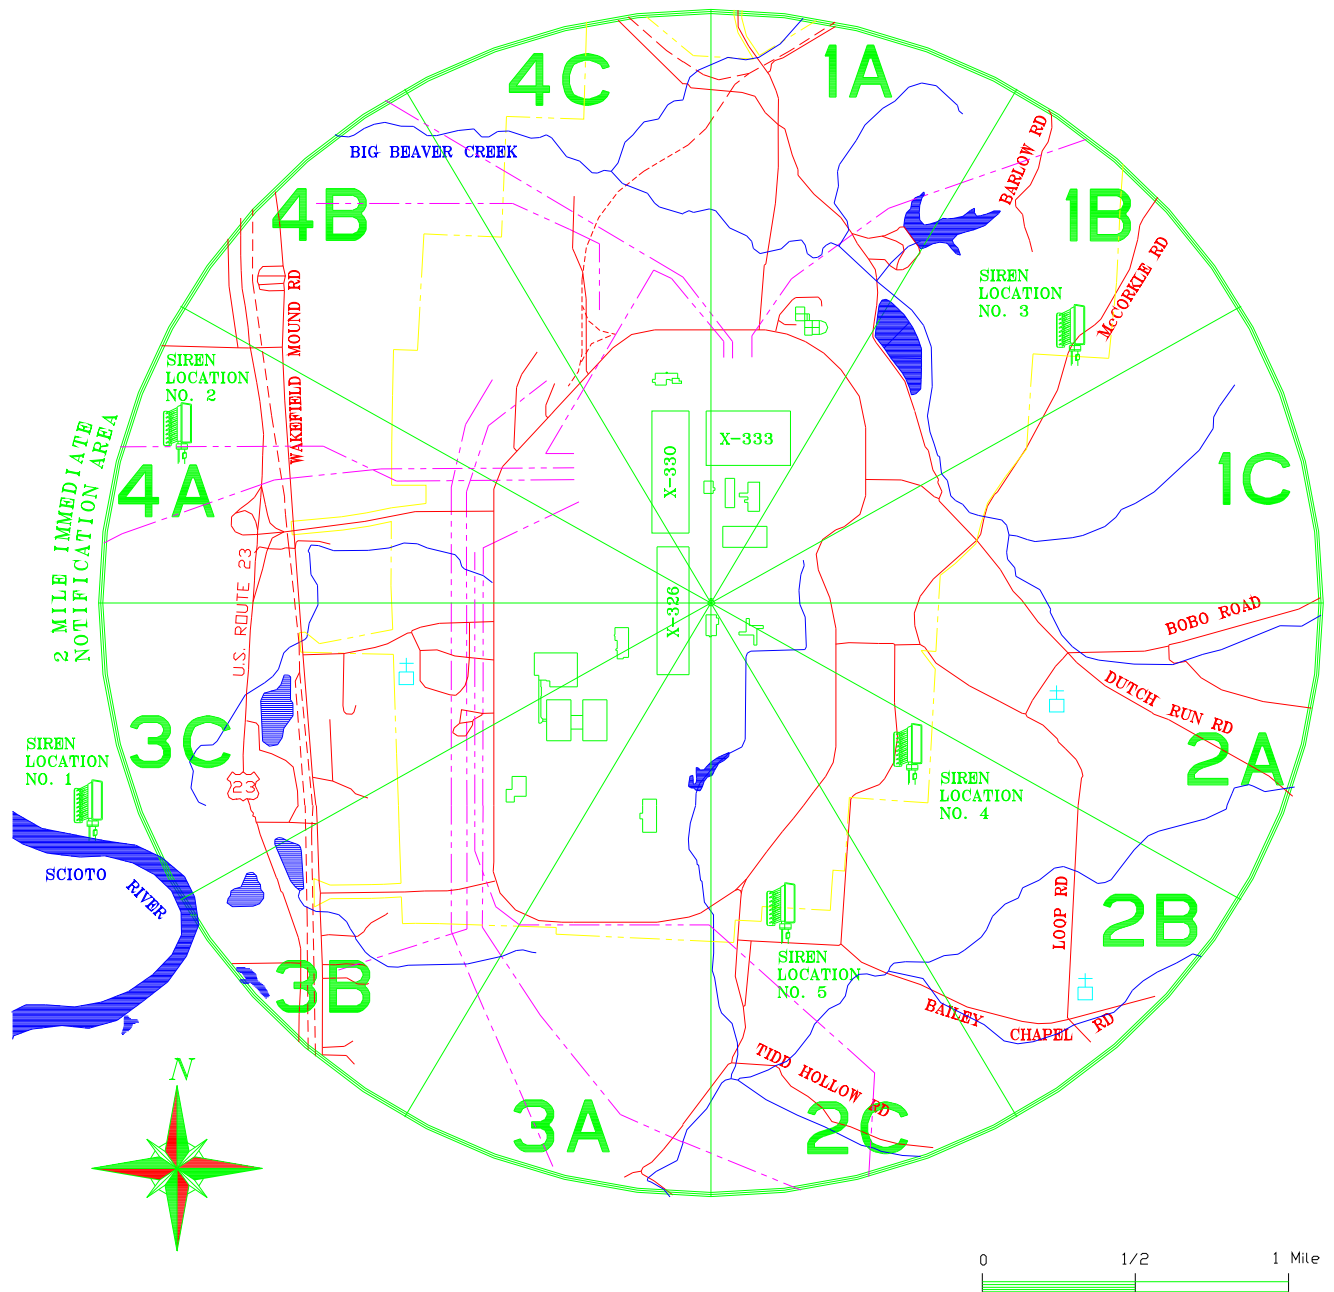 4C
1A
BIG BEAVER CREEK
BARLOW RD
4B
1B
McCORKLE RD
WAKEFIELD MOUND RD
SIREN
LOCATION
NO. 3
SIREN
LOCATION
NO. 2
2 MILE IMMEDIATE
NOTIFICATION AREA
4A
X-333
X-330
1C
U.S. ROUTE 23
X-326
BOBO ROAD
DUTCH RUN RD
3C
SIREN
LOCATION
NO. 1
23
2A
SIREN
LOCATION
NO. 4
SCIOTO
RIVER
LOOP RD
2B
SIREN
LOCATION
NO. 5
3B
BAILEY CHAPEL RD
TIDD HOLLOW RD
N
3A
2C
0 1/2 1 Mile